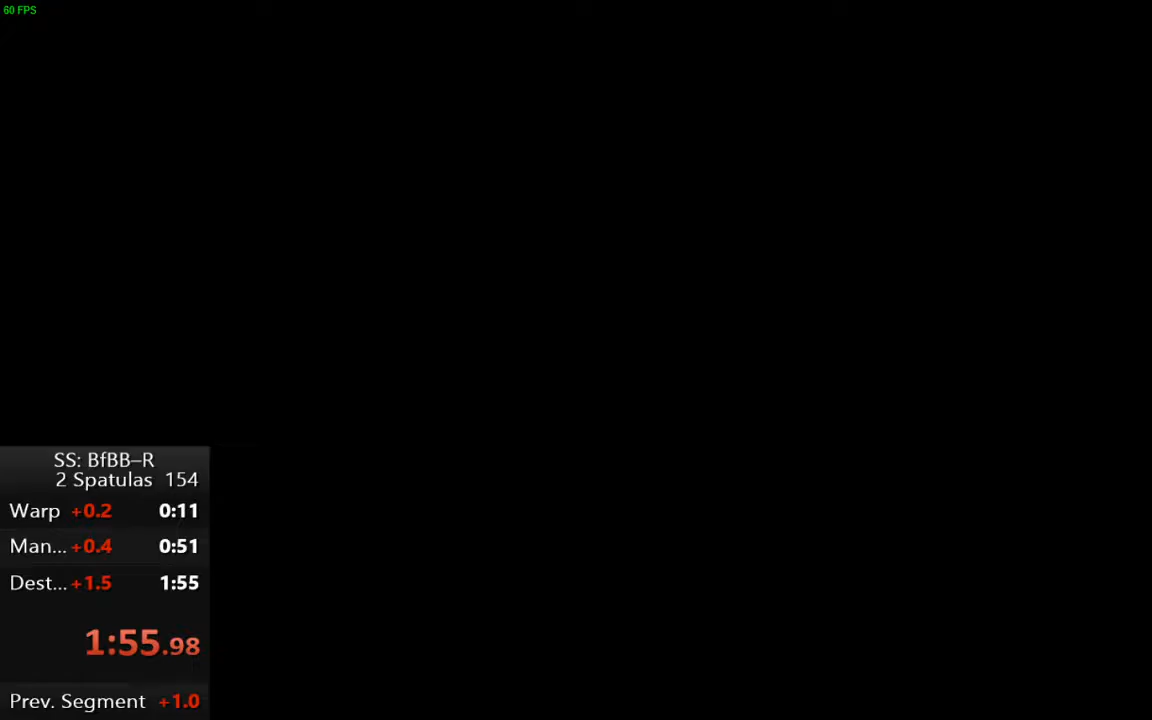 60 FPS
SS: BfBB–R
2 Spatulas 154
Warp +0.2 0:11
Man... +0.4 0:51
Dest... +1.5 1:55
1:55.98
Prev. Segment +1.0